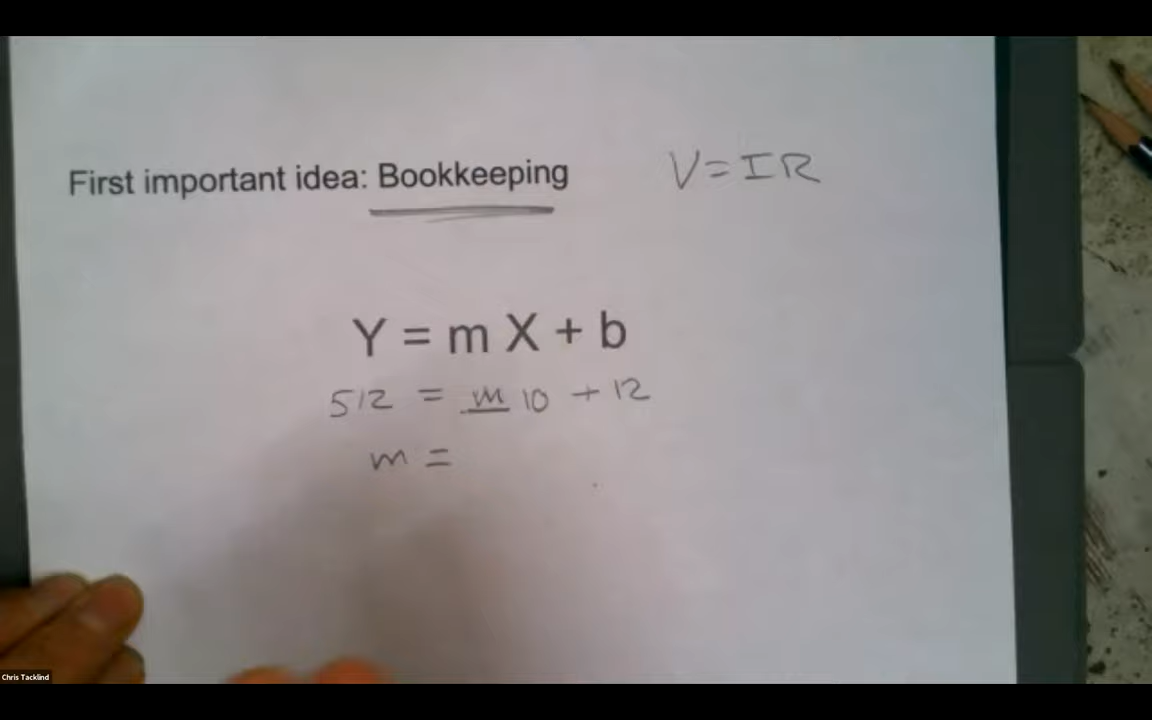 First important idea: Bookkeeping V=IR
Y = m X + b
512 = m 10 + 12
m =
Chris Tacklind